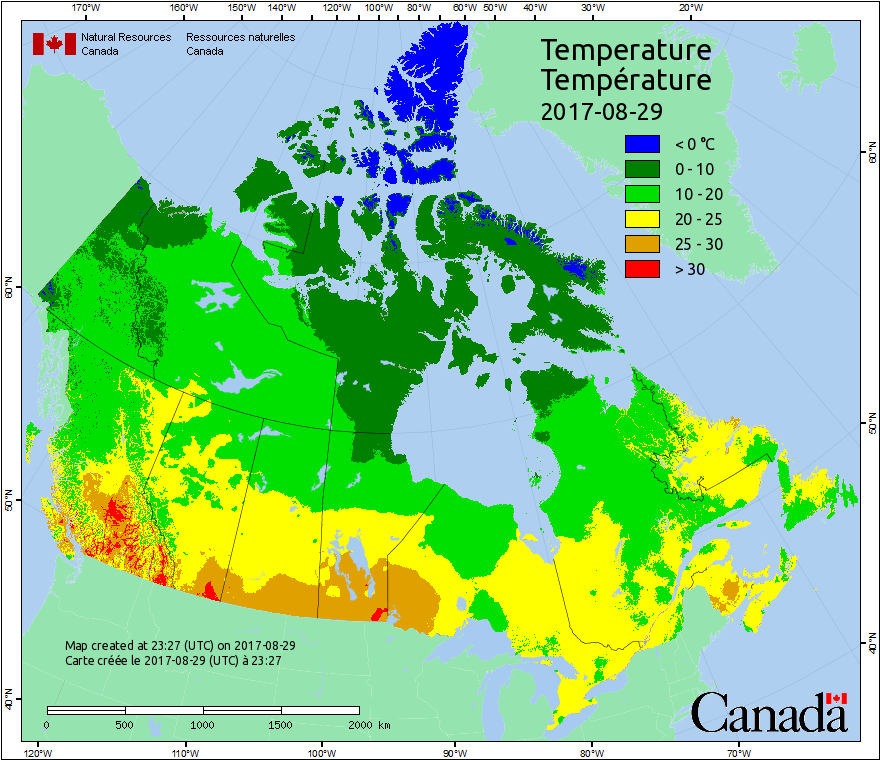 170°W 160°W 150°W 140°W 130°W 120°W 110°W 100°W 90°W 80°W 70°W 60°W 50°W 40°W 30°W 20°W
Natural Resources Ressources naturelles
Canada Canada
Temperature
Température
2017-08-29
< 0 °C
0 - 10
10 - 20
20 - 25
25 - 30
> 30
60°N
60°N
50°N
50°N
40°N
40°N
Map created at 23:27 (UTC) on 2017-08-29
Carte créée le 2017-08-29 (UTC) à 23:27
0 500 1000 1500 2000 km
Canada
120°W 110°W 100°W 90°W 80°W 70°W